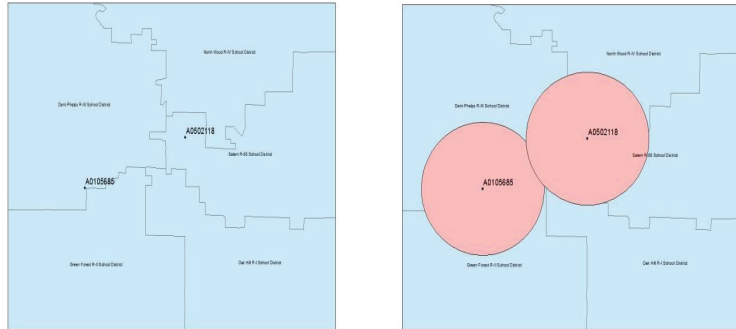 North Wood R-IV School District
Dent-Phelps R-III School District
A0502118
Salem R-80 School District
A0105685
Green Forest R-II School District
Oak Hill R-I School District
North Wood R-IV School District
Dent-Phelps R-III School District
A0502118
Salem R-80 School District
A0105685
Green Forest R-II School District
Oak Hill R-I School District